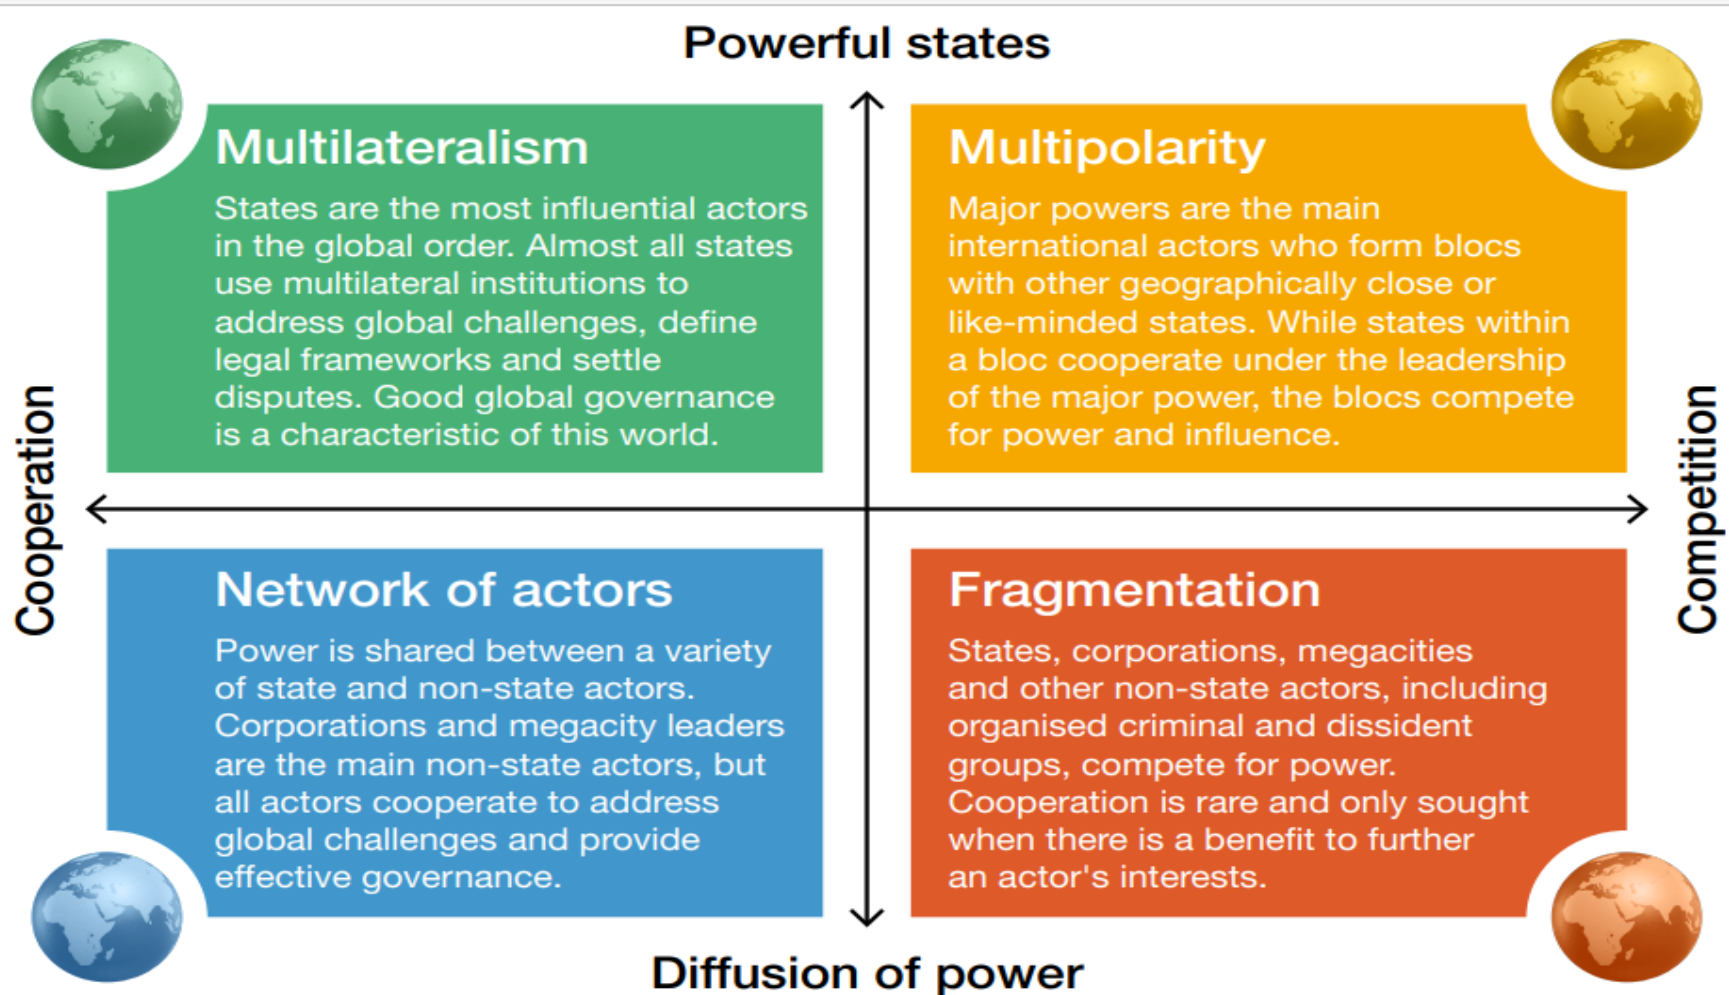 Powerful states
Multilateralism
States are the most influential actors
in the global order. Almost all states
use multilateral institutions to
address global challenges, define
legal frameworks and settle
disputes. Good global governance
is a characteristic of this world.
Multipolarity
Major powers are the main
international actors who form blocs
with other geographically close or
like-minded states. While states within
a bloc cooperate under the leadership
of the major power, the blocs compete
for power and influence.
Cooperation
Competition
Network of actors
Power is shared between a variety
of state and non-state actors.
Corporations and megacity leaders
are the main non-state actors, but
all actors cooperate to address
global challenges and provide
effective governance.
Fragmentation
States, corporations, megacities
and other non-state actors, including
organised criminal and dissident
groups, compete for power.
Cooperation is rare and only sought
when there is a benefit to further
an actor's interests.
Diffusion of power